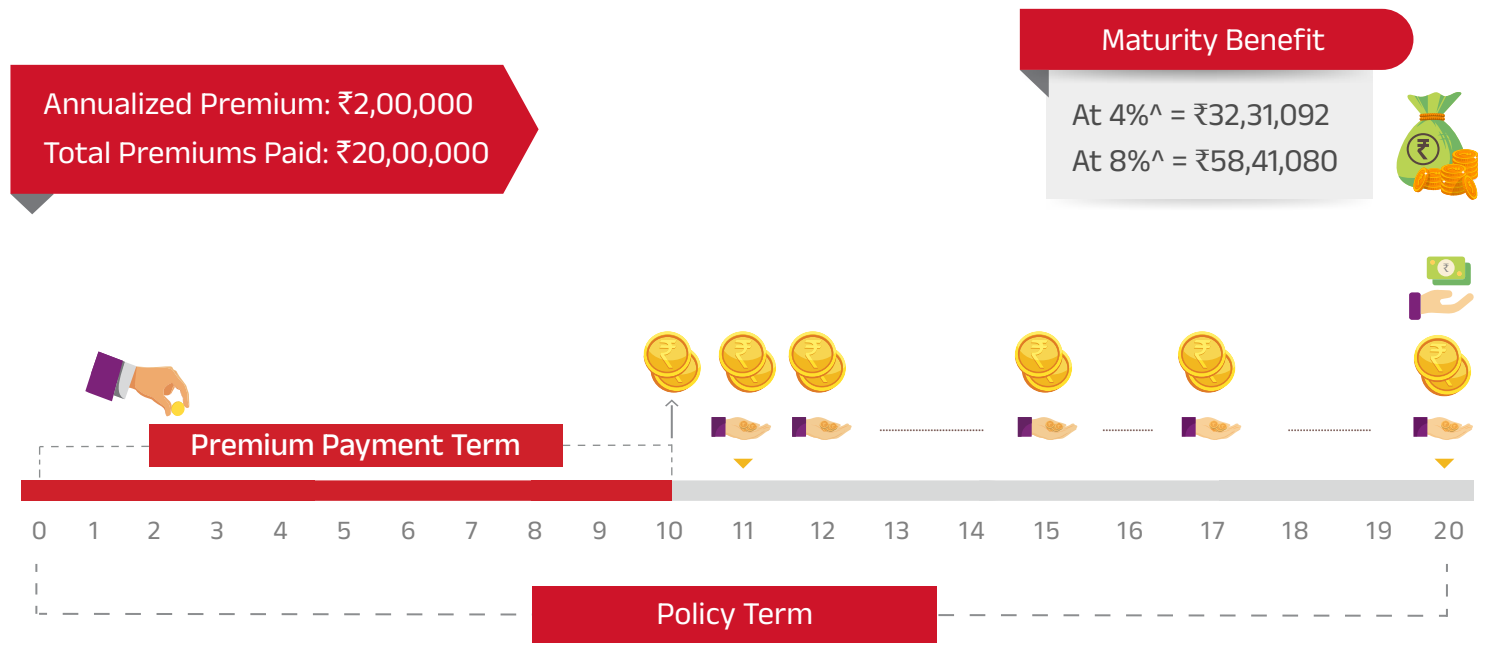 Annualized Premium: ₹2,00,000
Total Premiums Paid: ₹20,00,000
Maturity Benefit
At 4%^ = ₹32,31,092
At 8%^ = ₹58,41,080
Premium Payment Term
0 1 2 3 4 5 6 7 8 9 10 11 12 13 14 15 16 17 18 19 20
Policy Term